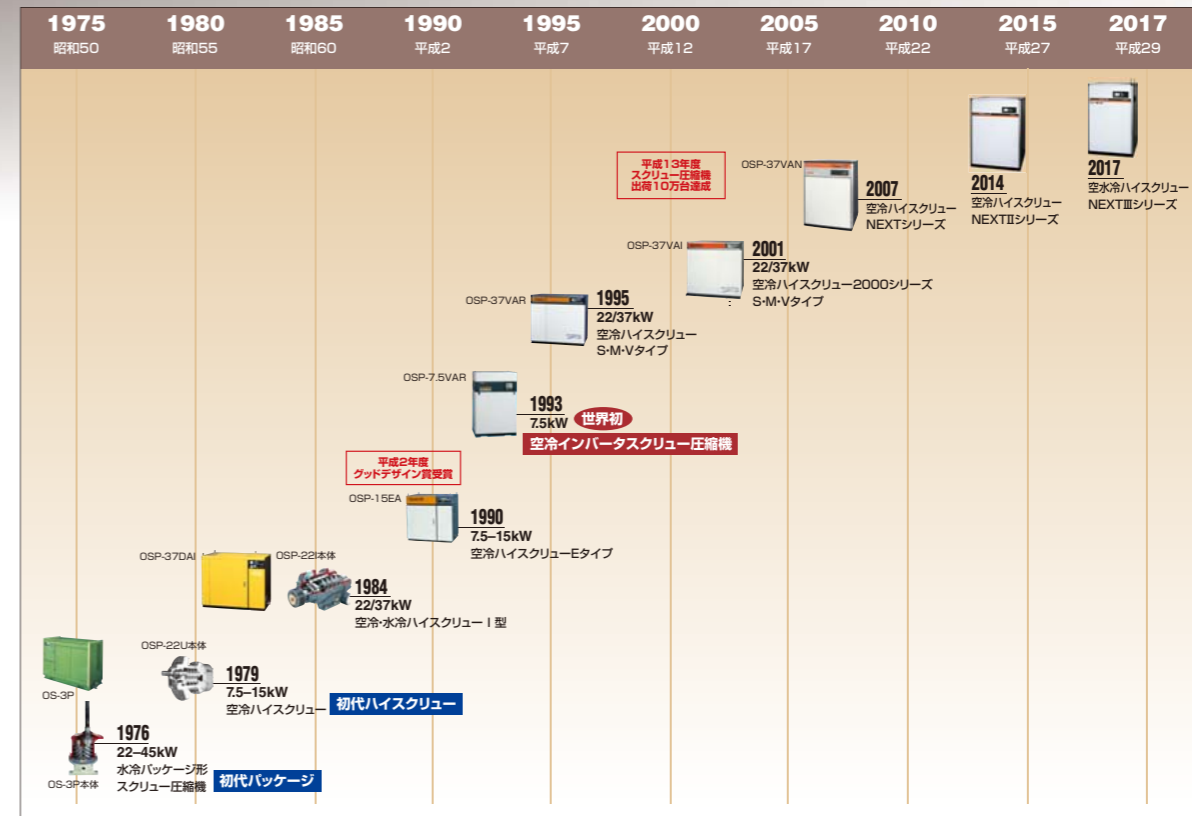 1975
昭和50
1980
昭和55
1985
昭和60
1990
平成2
1995
平成7
2000
平成12
2005
平成17
2010
平成22
2015
平成27
2017
平成29
2017
空水冷ハイスクリュー
NEXTⅢシリーズ
2014
空冷ハイスクリュー
NEXTⅡシリーズ
平成13年度
スクリュー圧縮機
出荷10万台達成
OSP-37VAN
2007
空冷ハイスクリュー
NEXTシリーズ
OSP-37VAI
2001
22/37kW
空冷ハイスクリュー2000シリーズ
S・M・Vタイプ
OSP-37VAR
1995
22/37kW
空冷ハイスクリュー
S・M・Vタイプ
OSP-7.5VAR
1993
7.5kW
世界初
空冷インバータスクリュー圧縮機
平成2年度
グッドデザイン賞受賞
OSP-15EA
1990
7.5–15kW
空冷ハイスクリューEタイプ
OSP-37DAI
OSP-22I本体
1984
22/37kW
空冷・水冷ハイスクリューⅠ型
OSP-22U本体
1979
7.5–15kW
空冷ハイスクリュー
初代ハイスクリュー
OS-3P
1976
22–45kW
水冷パッケージ形
スクリュー圧縮機
初代パッケージ
OS-3P本体